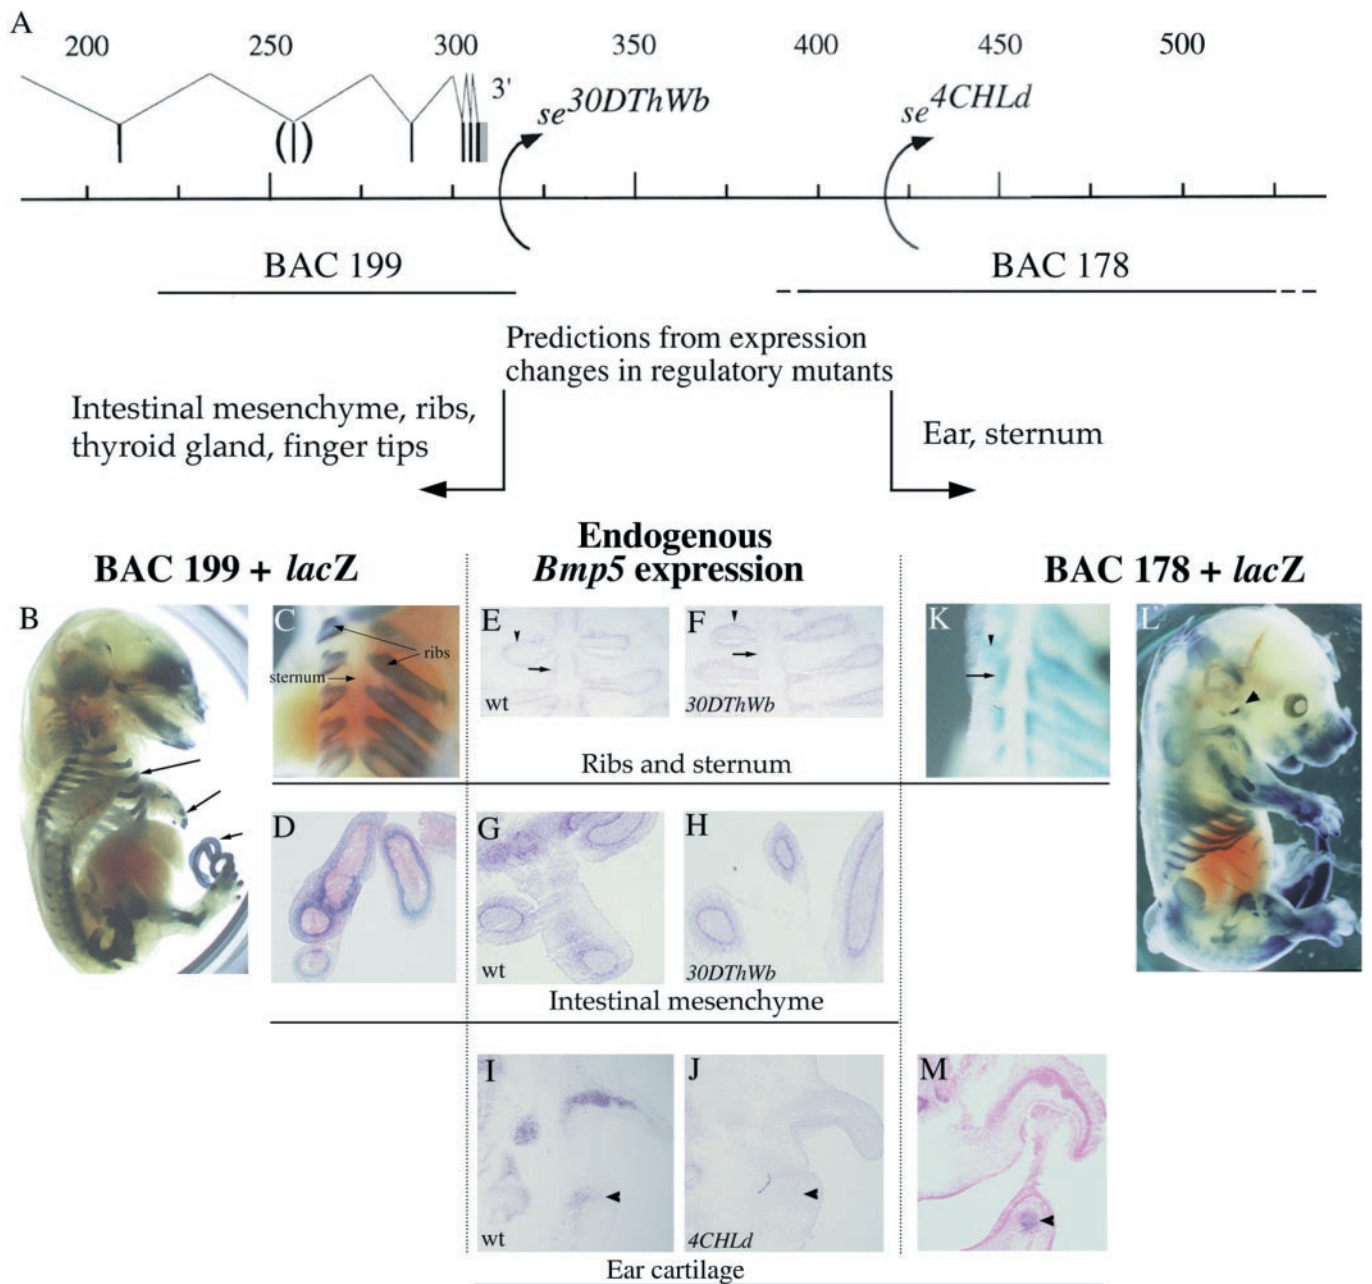 A
200 250 300 350 400 450 500
3'
se30DThWb
se4CHLd
( )
BAC 199
BAC 178
Predictions from expression
changes in regulatory mutants
Intestinal mesenchyme, ribs,
thyroid gland, finger tips
Ear, sternum
BAC 199 + lacZ
Endogenous
Bmp5 expression
BAC 178 + lacZ
B
C
ribs
sternum
E
wt
F
30DThWb
K
L
Ribs and sternum
D
G
wt
H
30DThWb
Intestinal mesenchyme
I
wt
J
4CHLd
M
Ear cartilage